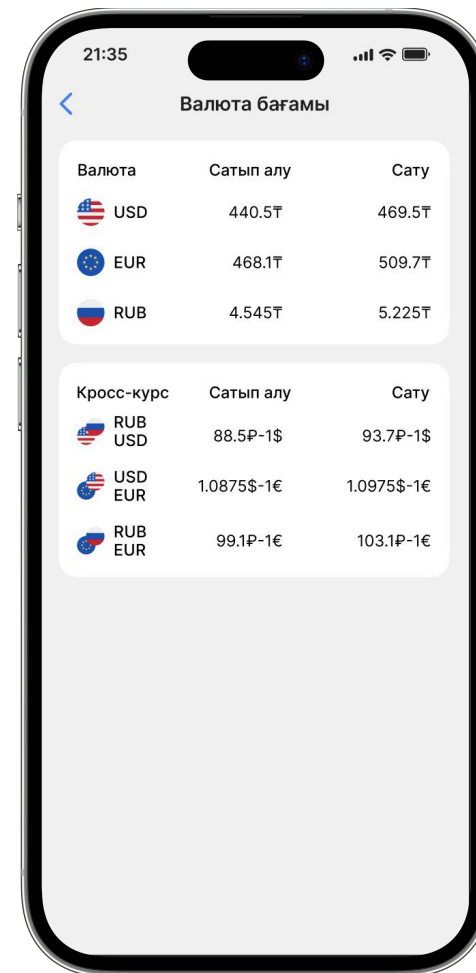 21:35
Валюта бағамы
Валюта Сатып алу Сату
USD 440.5₸ 469.5₸
EUR 468.1₸ 509.7₸
RUB 4.545₸ 5.225₸
Кросс-курс Сатып алу Сату
RUB
USD 88.5₽-1$ 93.7₽-1$
USD
EUR 1.0875$-1€ 1.0975$-1€
RUB
EUR 99.1₽-1€ 103.1₽-1€